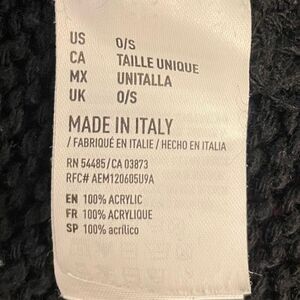 US O/S
CA TAILLE UNIQUE
MX UNITALLA
UK O/S
MADE IN ITALY
/ FABRIQUÉ EN ITALIE / HECHO EN ITALIA
RN 54485/CA 03873
RFC# AEM120605U9A
EN 100% ACRYLIC
FR 100% ACRYLIQUE
SP 100% acrílico